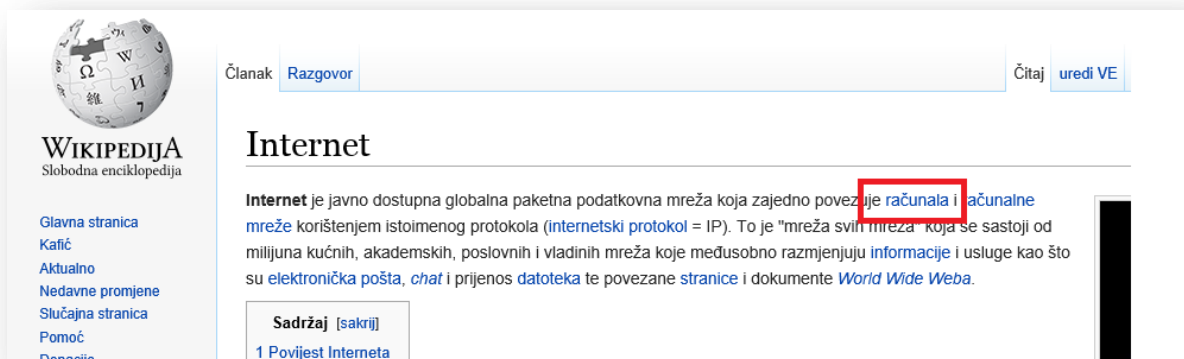 WIKIPEDIJA
Slobodna enciklopedija
Glavna stranica
Kafić
Aktualno
Nedavne promjene
Slučajna stranica
Pomoć
Članak Razgovor
Čitaj uredi VE
Internet
Internet je javno dostupna globalna paketna podatkovna mreža koja zajedno povezuje računala i računalne
mreže korištenjem istoimenog protokola (internetski protokol = IP). To je "mreža svih mreža" koja se sastoji od
milijuna kućnih, akademskih, poslovnih i vladinih mreža koje međusobno razmjenjuju informacije i usluge kao što
su elektronička pošta, chat i prijenos datoteka te povezane stranice i dokumente World Wide Weba.
Sadržaj [sakrij]
1 Povijest Interneta